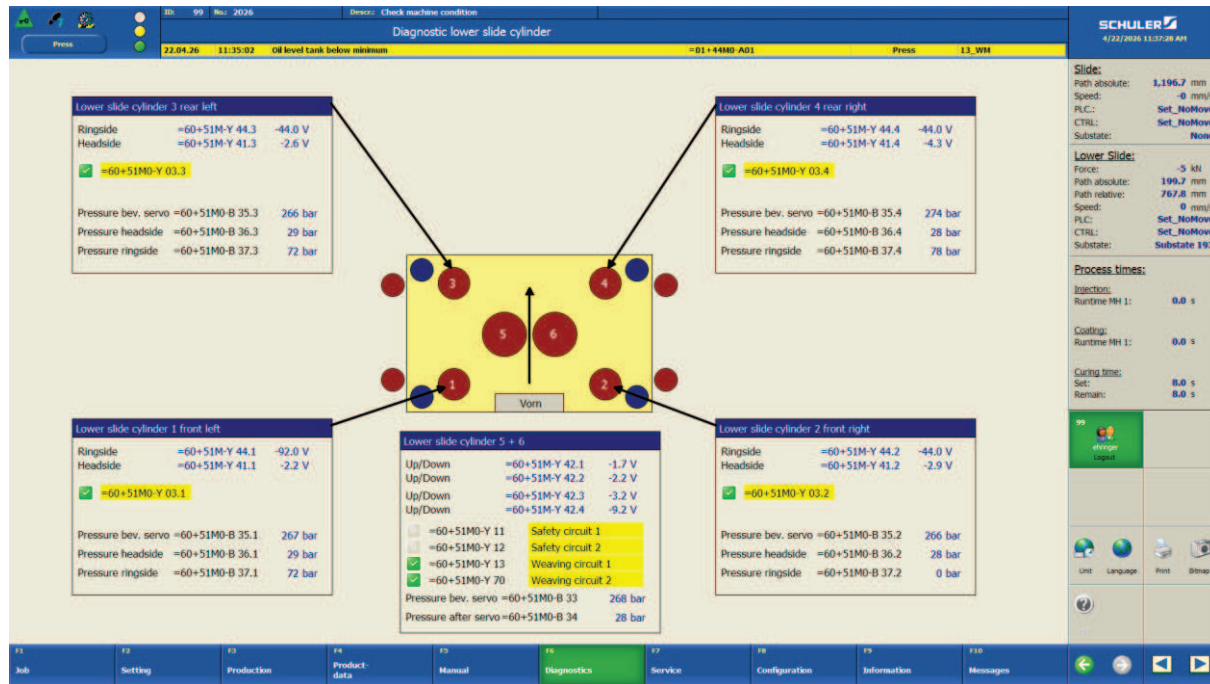 ID: 99 No.: 2026 Descr.: Check machine condition
Diagnostic lower slide cylinder
Press
22.04.26 11:35:02 Oil level tank below minimum =01+44M0-A01 Press 13_WM
SCHULER
4/22/2026 11:37:28 AM
Lower slide cylinder 3 rear left
Ringside =60+51M-Y 44.3 -44.0 V
Headside =60+51M-Y 41.3 -2.6 V
=60+51M0-Y 03.3
Pressure bev. servo =60+51M0-B 35.3 266 bar
Pressure headside =60+51M0-B 36.3 29 bar
Pressure ringside =60+51M0-B 37.3 72 bar
Lower slide cylinder 4 rear right
Ringside =60+51M-Y 44.4 -44.0 V
Headside =60+51M-Y 41.4 -4.3 V
=60+51M0-Y 03.4
Pressure bev. servo =60+51M0-B 35.4 274 bar
Pressure headside =60+51M0-B 36.4 28 bar
Pressure ringside =60+51M0-B 37.4 78 bar
3
4
5
6
1
2
Vorn
Lower slide cylinder 1 front left
Ringside =60+51M-Y 44.1 -92.0 V
Headside =60+51M-Y 41.1 -2.2 V
=60+51M0-Y 03.1
Pressure bev. servo =60+51M0-B 35.1 267 bar
Pressure headside =60+51M0-B 36.1 29 bar
Pressure ringside =60+51M0-B 37.1 72 bar
Lower slide cylinder 5 + 6
Up/Down =60+51M-Y 42.1 -1.7 V
Up/Down =60+51M-Y 42.2 -2.2 V
Up/Down =60+51M-Y 42.3 -3.2 V
Up/Down =60+51M-Y 42.4 -9.2 V
=60+51M0-Y 11 Safety circuit 1
=60+51M0-Y 12 Safety circuit 2
=60+51M0-Y 13 Weaving circuit 1
=60+51M0-Y 70 Weaving circuit 2
Pressure bev. servo =60+51M0-B 33 268 bar
Pressure after servo =60+51M0-B 34 28 bar
Lower slide cylinder 2 front right
Ringside =60+51M-Y 44.2 -44.0 V
Headside =60+51M-Y 41.2 -2.9 V
=60+51M0-Y 03.2
Pressure bev. servo =60+51M0-B 35.2 266 bar
Pressure headside =60+51M0-B 36.2 28 bar
Pressure ringside =60+51M0-B 37.2 0 bar
Slide:
Path absolute: 1,196.7 mm
Speed: -0 mm/
PLC.: Set_NoMove
CTRL: Set_NoMove
Substate: None
Lower Slide:
Force: -5 kN
Path absolute: 199.7 mm
Path relative: 767.8 mm
Speed: 0 mm/
PLC: Set_NoMove
CTRL: Set_NoMove
Substate: Substate 19
Process times:
Injection:
Runtime MH 1: 0.0 s
Coating:
Runtime MH 1: 0.0 s
Curing time:
Set: 8.0 s
Remain: 8.0 s
99
ehringer
Logout
Unit Language Print Bitmap
F1 Job
F2 Setting
F3 Production
F4 Product-data
F5 Manual
F6 Diagnostics
F7 Service
F8 Configuration
F9 Information
F10 Messages